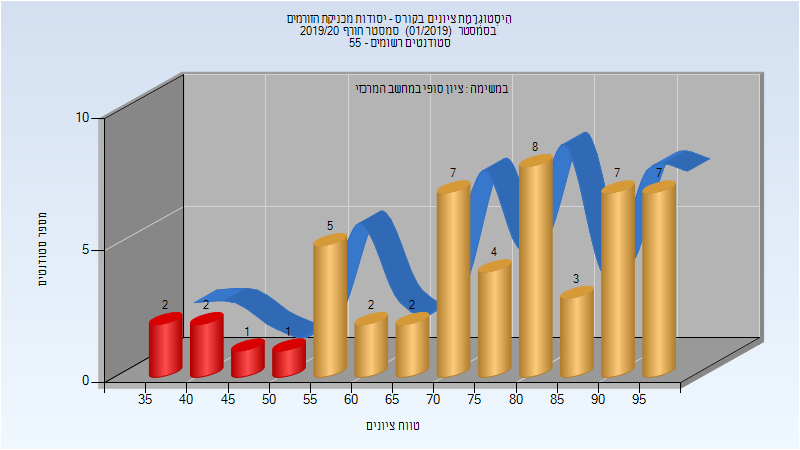 היסטוגרמת ציונים בקורס - יסודות מכניקת הזורמים
בסמסטר (01/2019) סמסטר חורף 2019/20
סטודנטים רשומים - 55
במשימה : ציון סופי במחשב המרכזי
מספר סטודנטים
10
5
0
2
2
1
1
5
2
2
7
4
8
3
7
7
35 40 45 50 55 60 65 70 75 80 85 90 95
טווח ציונים